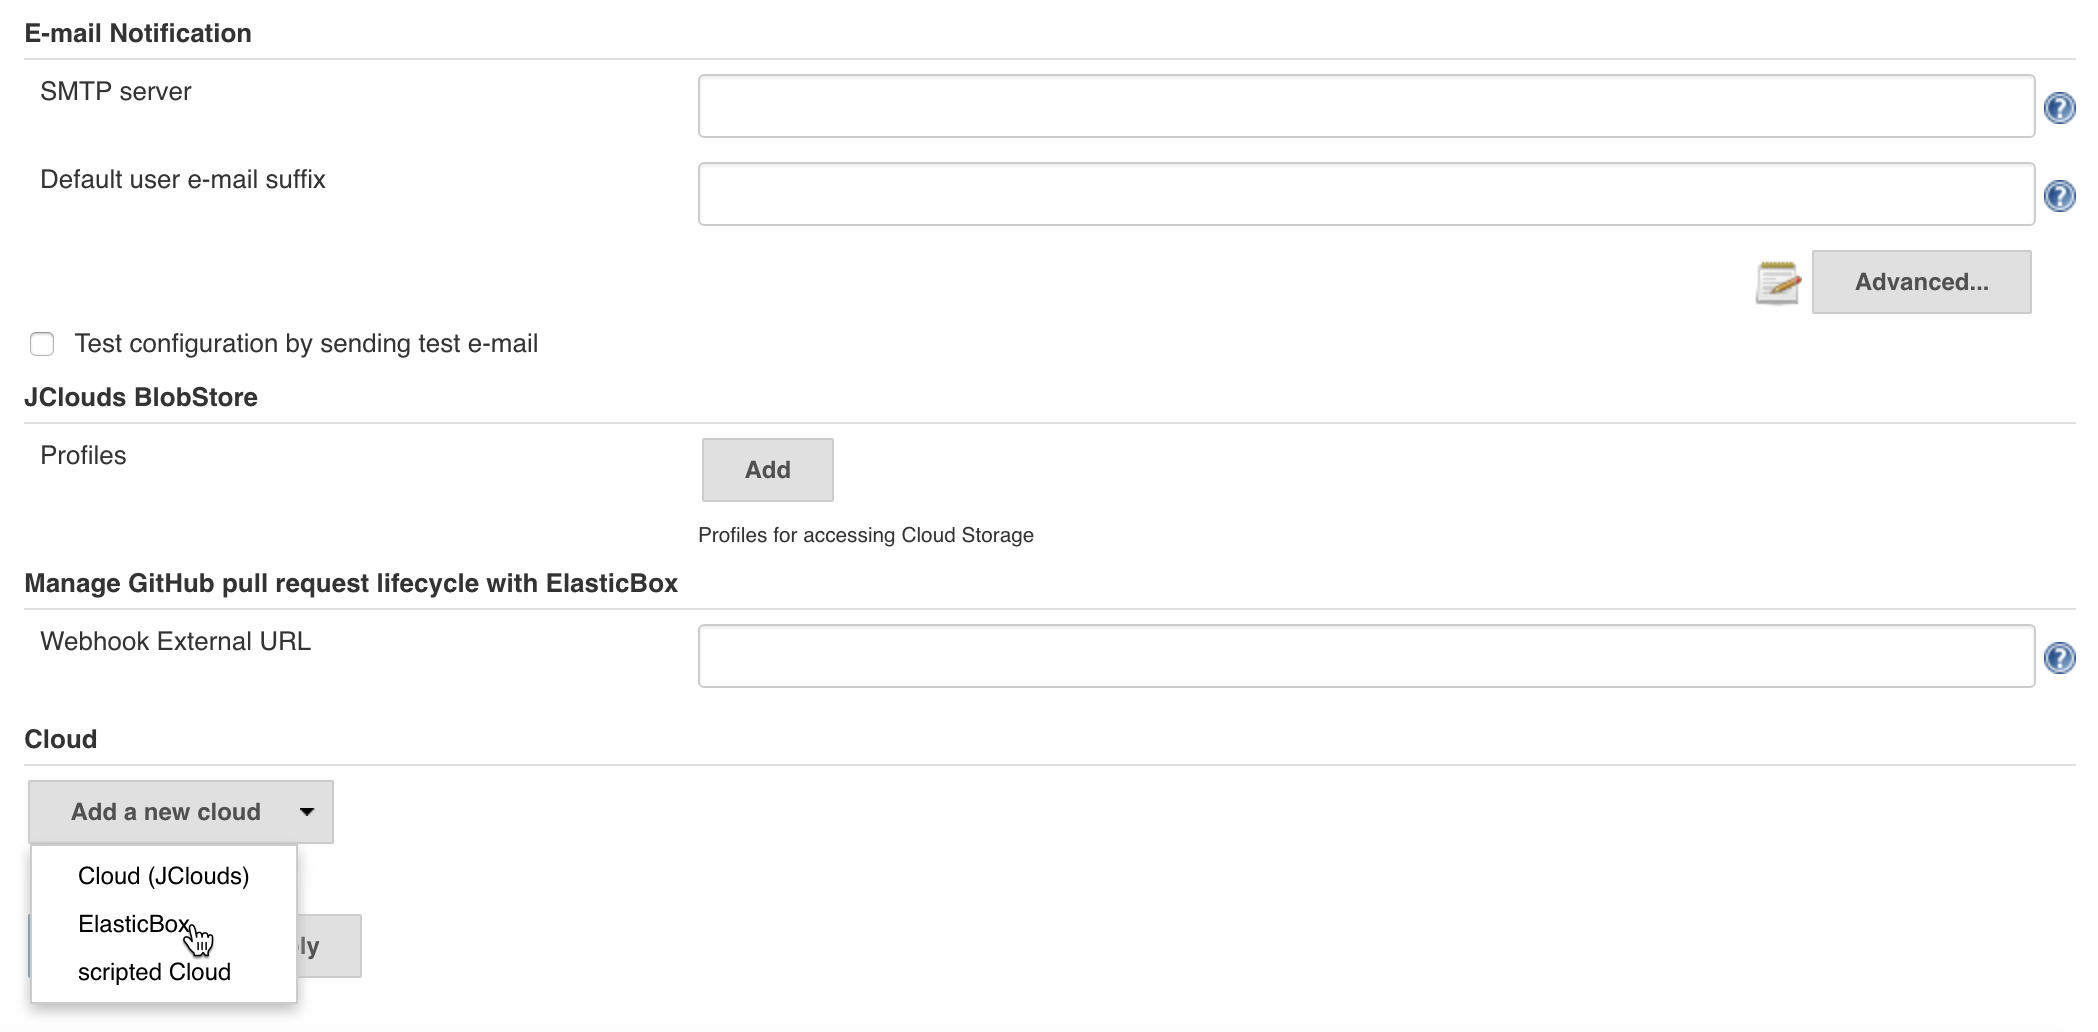 E-mail Notification
SMTP server
Default user e-mail suffix
Advanced...
Test configuration by sending test e-mail
JClouds BlobStore
Profiles
Add
Profiles for accessing Cloud Storage
Manage GitHub pull request lifecycle with ElasticBox
Webhook External URL
Cloud
Add a new cloud
Cloud (JClouds)
ElasticBox
ly
scripted Cloud